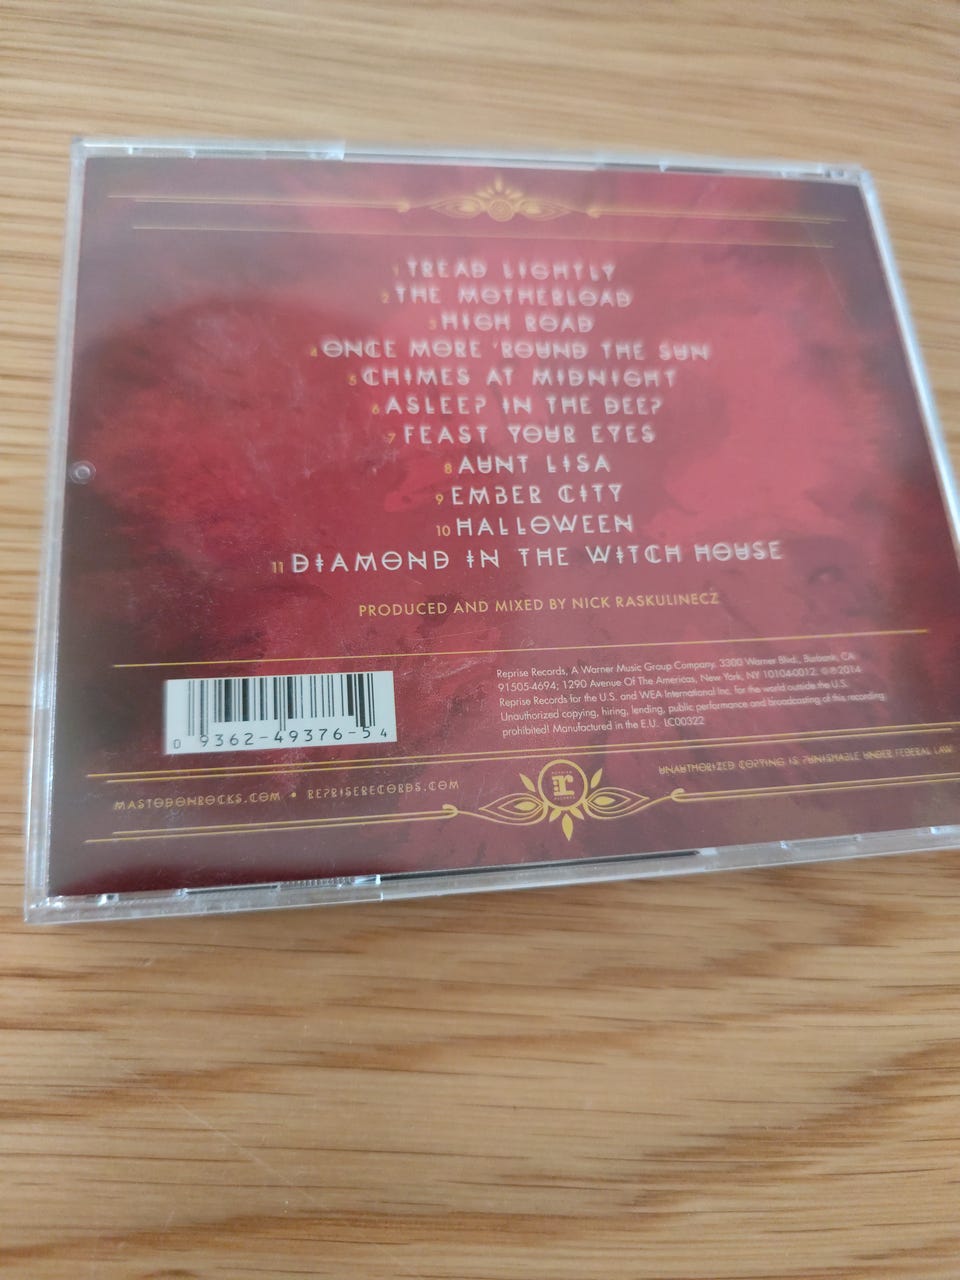 1 TREAD LIGHTLY
2 THE MOTHERLOAD
3 HIGH ROAD
4 ONCE MORE 'ROUND THE SUN
5 CHIMES AT MIDNIGHT
6 ASLEEP IN THE DEEP
7 FEAST YOUR EYES
8 AUNT LISA
9 EMBER CITY
10 HALLOWEEN
11 DIAMOND IN THE WITCH HOUSE
PRODUCED AND MIXED BY NICK RASKULINECZ
Reprise Records, A Warner Music Group Company. 3300 Warner Blvd., Burbank, CA
91505-4694; 1290 Avenue Of The Americas, New York, NY 10104-0012. ©℗2014
Reprise Records for the U.S. and WEA International Inc. for the world outside the U.S.
Unauthorized copying, hiring, lending, public performance and broadcasting of this recording
prohibited! Manufactured in the E.U. LC00322
0 9362-49376-5 4
MASTODONROCKS.COM • REPRISERECORDS.COM
r
UNAUTHORIZED COPYING IS PUNISHABLE UNDER FEDERAL LAW